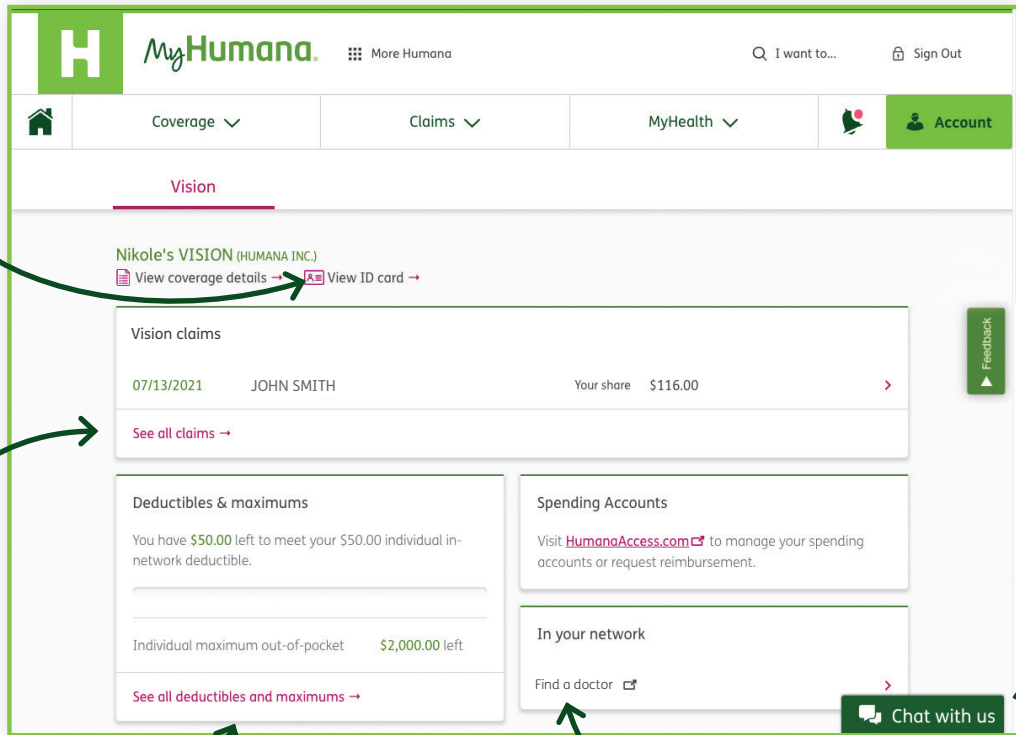 H MyHumana. More Humana I want to... Sign Out
Coverage Claims MyHealth Account
Vision
Nikole's VISION (HUMANA INC.)
View coverage details → View ID card →
Vision claims
07/13/2021 JOHN SMITH Your share $116.00
See all claims →
Feedback
Deductibles & maximums
You have $50.00 left to meet your $50.00 individual in-
network deductible.
Individual maximum out-of-pocket $2,000.00 left
See all deductibles and maximums →
Spending Accounts
Visit HumanaAccess.com to manage your spending
accounts or request reimbursement.
In your network
Find a doctor
Chat with us